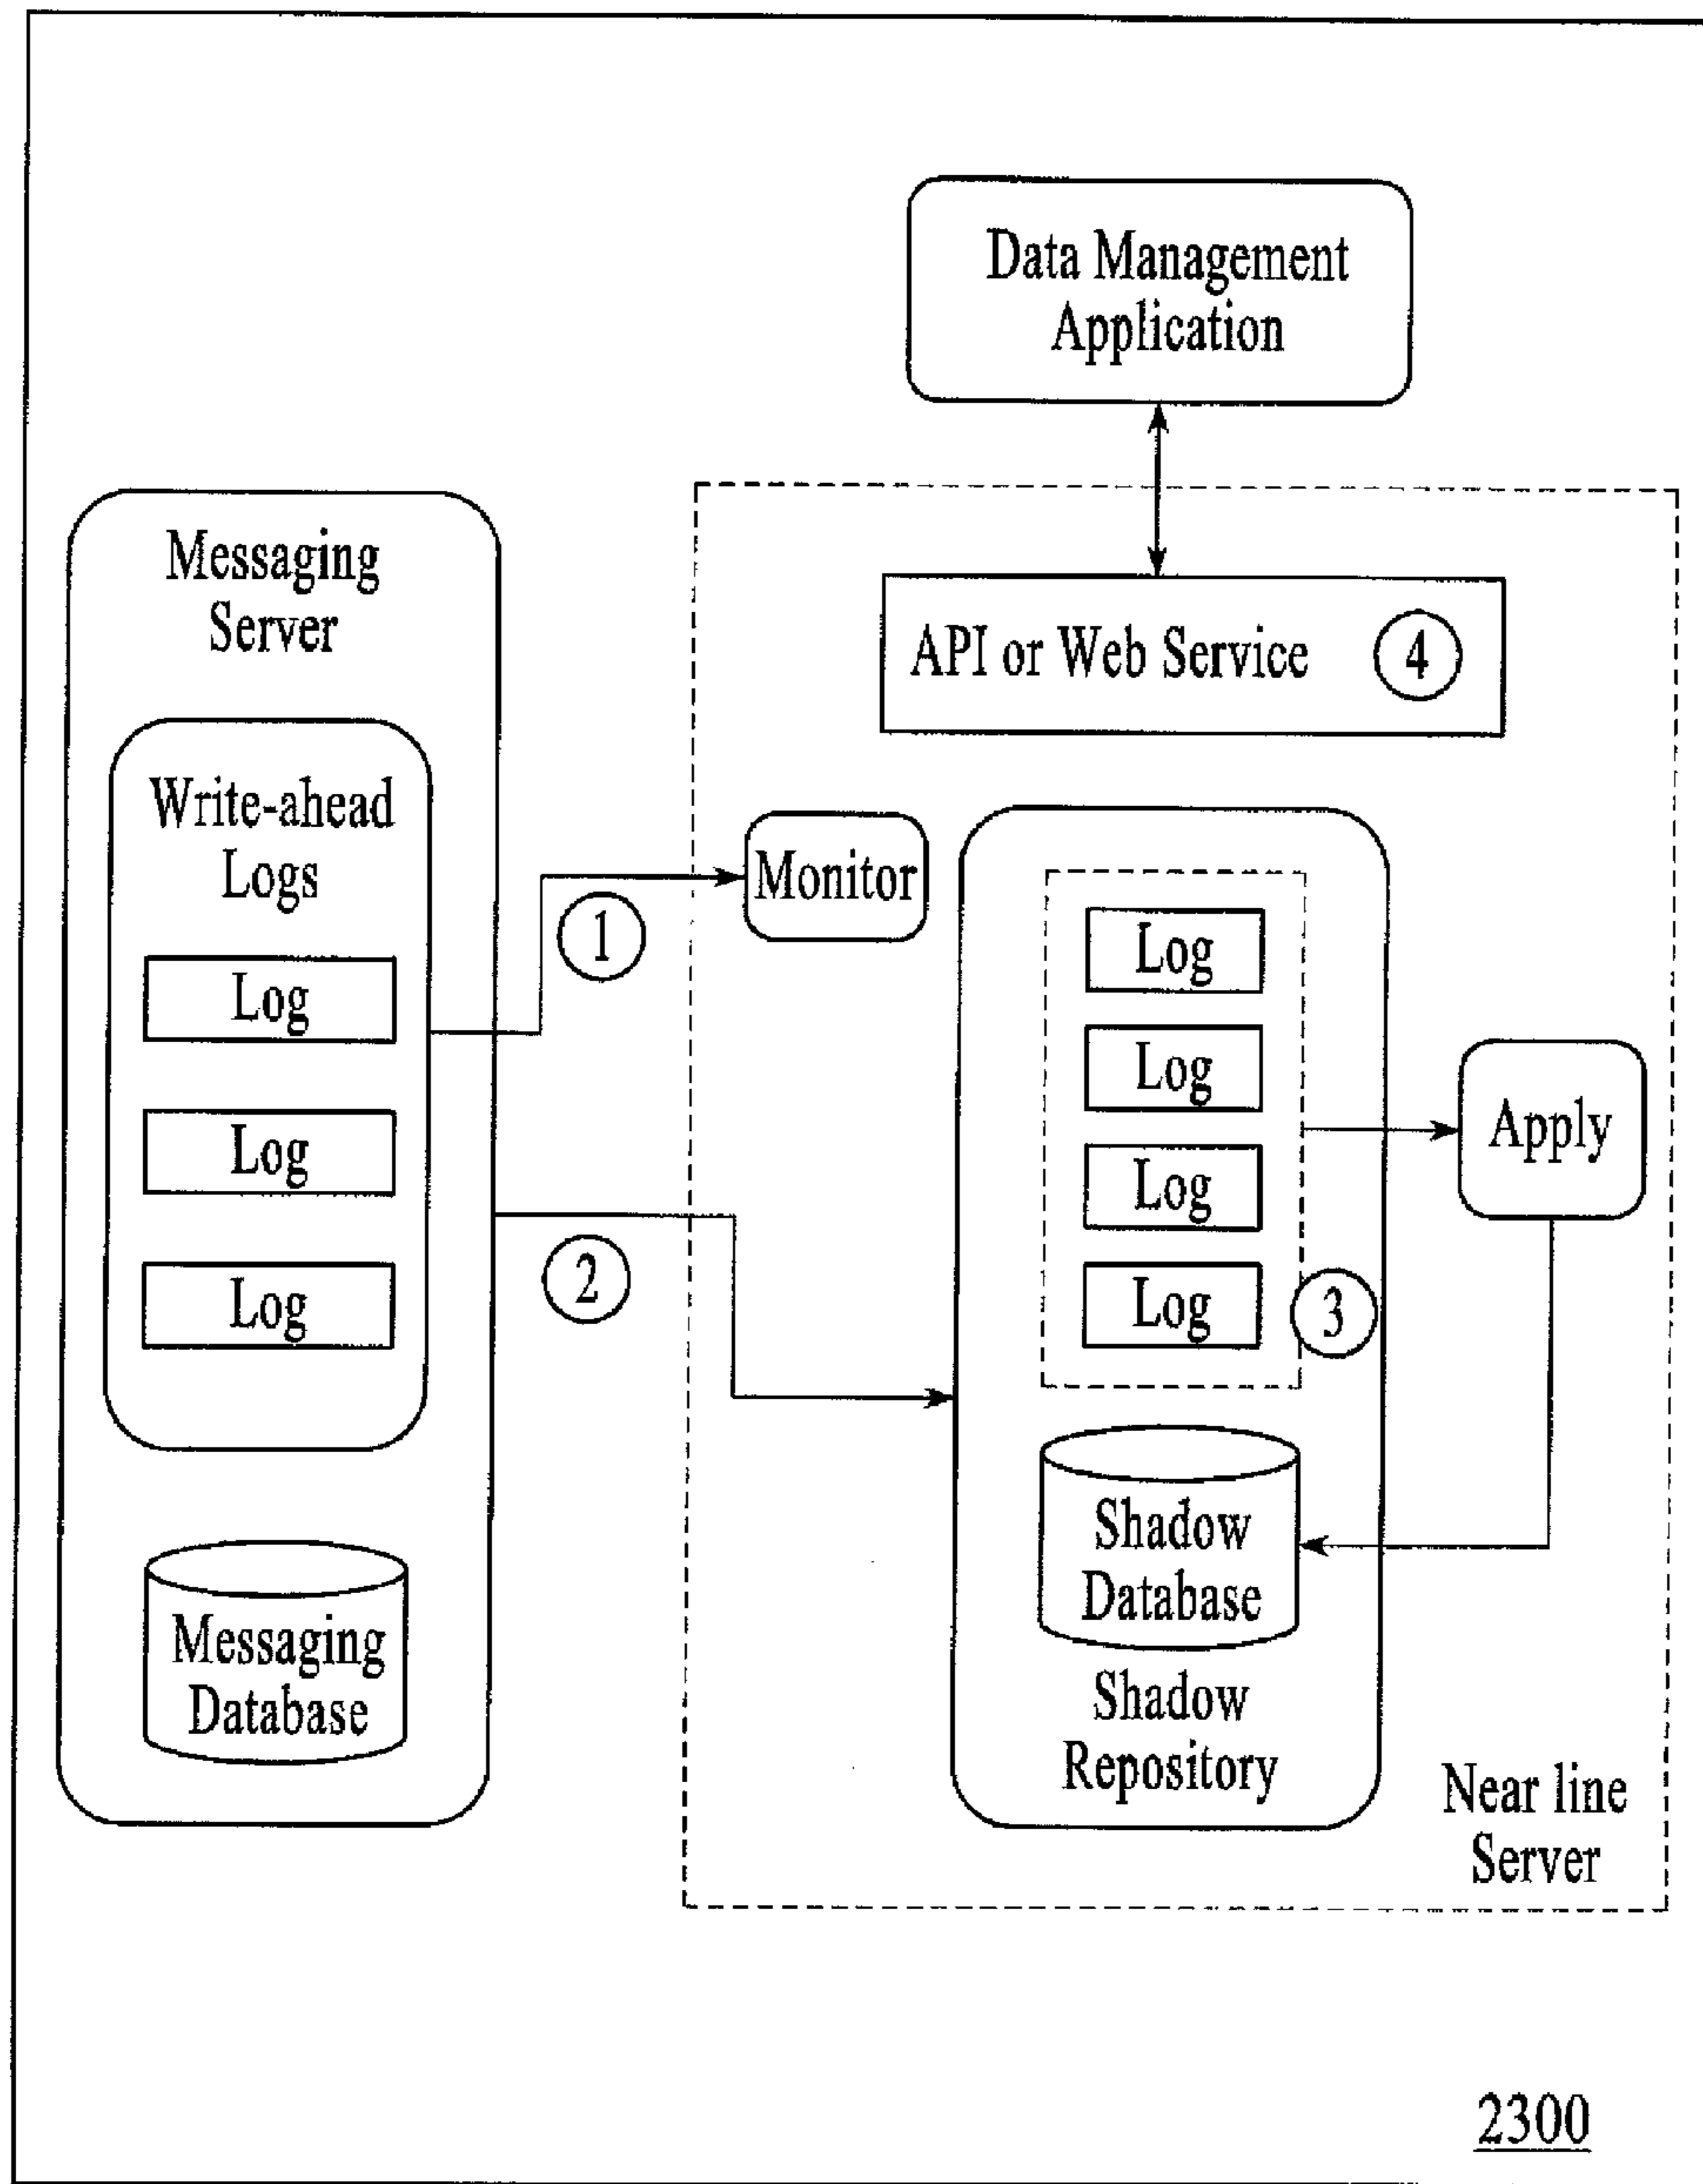 Data Management
Application
Messaging
Server
API or Web Service
4
Write-ahead
Logs
Monitor
1
Log
Log
Log
2
Log
Log
Log
Log
3
Apply
Shadow
Database
Shadow
Repository
Messaging
Database
Near line
Server
2300